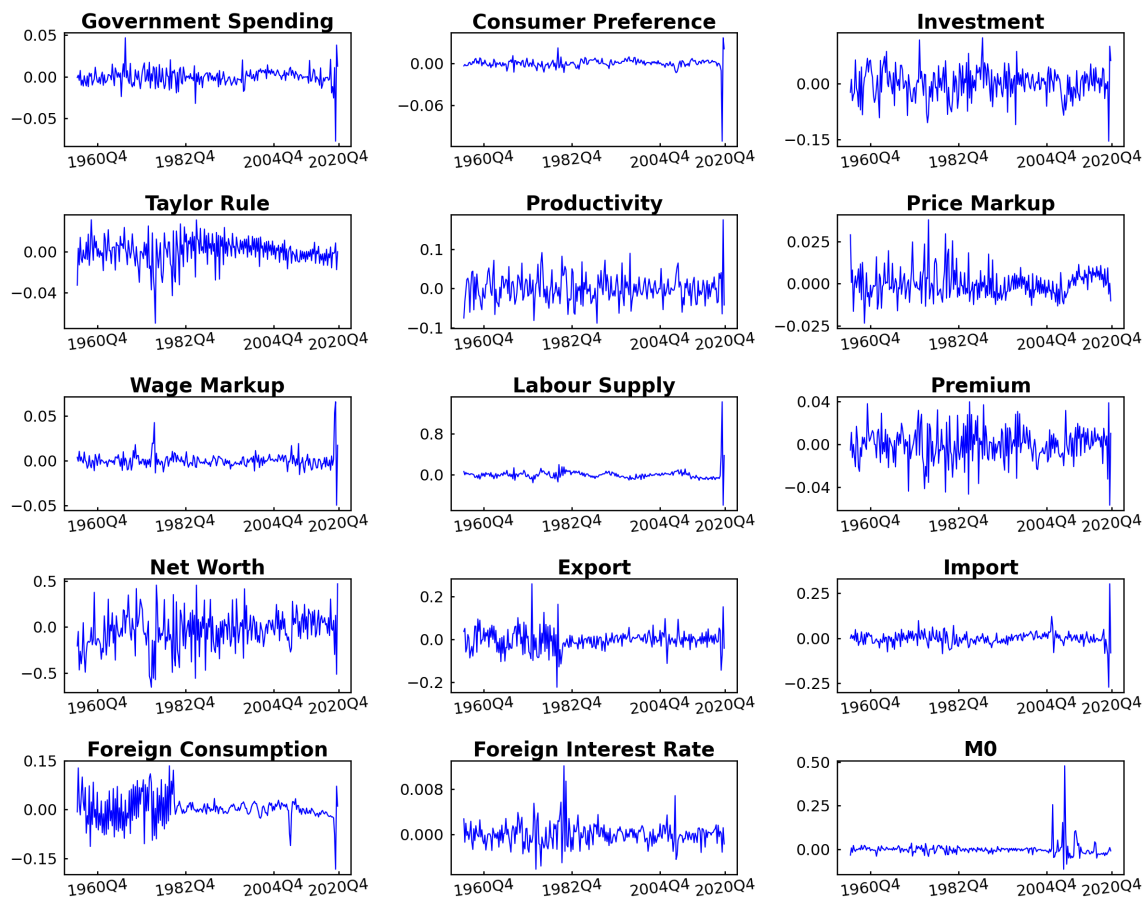 Government Spending
0.05
0.00
−0.05
1960Q4 1982Q4 2004Q4 2020Q4
Consumer Preference
0.00
−0.06
1960Q4 1982Q4 2004Q4 2020Q4
Investment
0.00
−0.15
1960Q4 1982Q4 2004Q4 2020Q4
Taylor Rule
0.00
−0.04
1960Q4 1982Q4 2004Q4 2020Q4
Productivity
0.1
0.0
−0.1
1960Q4 1982Q4 2004Q4 2020Q4
Price Markup
0.025
0.000
−0.025
1960Q4 1982Q4 2004Q4 2020Q4
Wage Markup
0.05
0.00
−0.05
1960Q4 1982Q4 2004Q4 2020Q4
Labour Supply
0.8
0.0
1960Q4 1982Q4 2004Q4 2020Q4
Premium
0.04
0.00
−0.04
1960Q4 1982Q4 2004Q4 2020Q4
Net Worth
0.5
0.0
−0.5
1960Q4 1982Q4 2004Q4 2020Q4
Export
0.2
0.0
−0.2
1960Q4 1982Q4 2004Q4 2020Q4
Import
0.25
0.00
−0.25
1960Q4 1982Q4 2004Q4 2020Q4
Foreign Consumption
0.15
0.00
−0.15
1960Q4 1982Q4 2004Q4 2020Q4
Foreign Interest Rate
0.008
0.000
1960Q4 1982Q4 2004Q4 2020Q4
M0
0.50
0.25
0.00
1960Q4 1982Q4 2004Q4 2020Q4